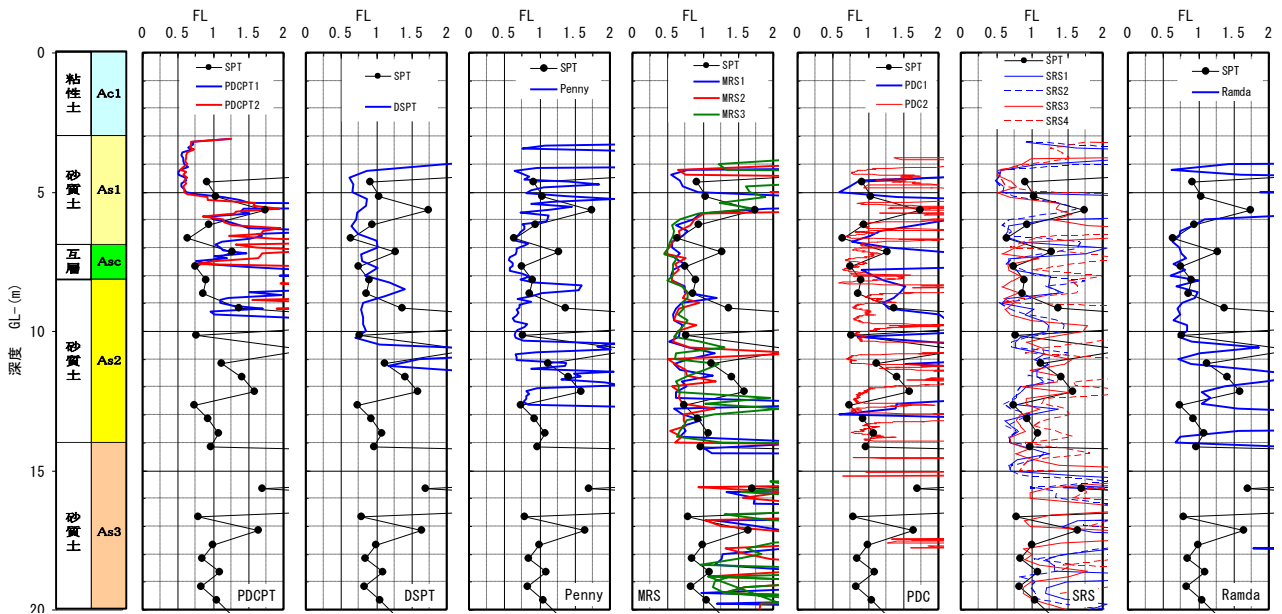 FL FL FL FL FL FL FL
0 0.5 1 1.5 2 0 0.5 1 1.5 2 0 0.5 1 1.5 2 0 0.5 1 1.5 2 0 0.5 1 1.5 2 0 0.5 1 1.5 2 0 0.5 1 1.5 2
0
5
10
15
20
深度 GL-(m)
粘性土
Ac1
砂質土
As1
互層
Asc
砂質土
As2
砂質土
As3
SPT
PDCPT1
PDCPT2
PDCPT
SPT
DSPT
DSPT
SPT
Penny
Penny
SPT
MRS1
MRS2
MRS3
MRS
SPT
PDC1
PDC2
PDC
SPT
SRS1
SRS2
SRS3
SRS4
SRS
SPT
Ramda
Ramda